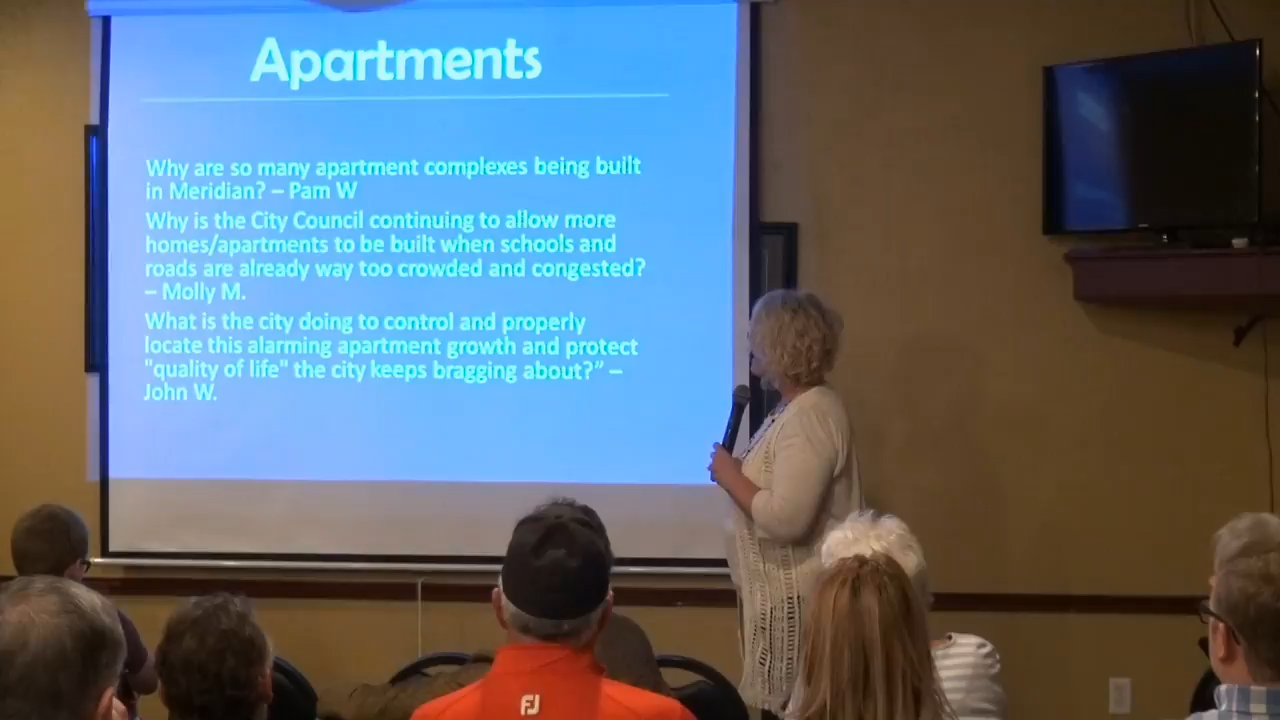 Apartments
Why are so many apartment complexes being built
in Meridian? – Pam W
Why is the City Council continuing to allow more
homes/apartments to be built when schools and
roads are already way too crowded and congested?
– Molly M.
What is the city doing to control and properly
locate this alarming apartment growth and protect
"quality of life" the city keeps bragging about?” –
John W.
FJ